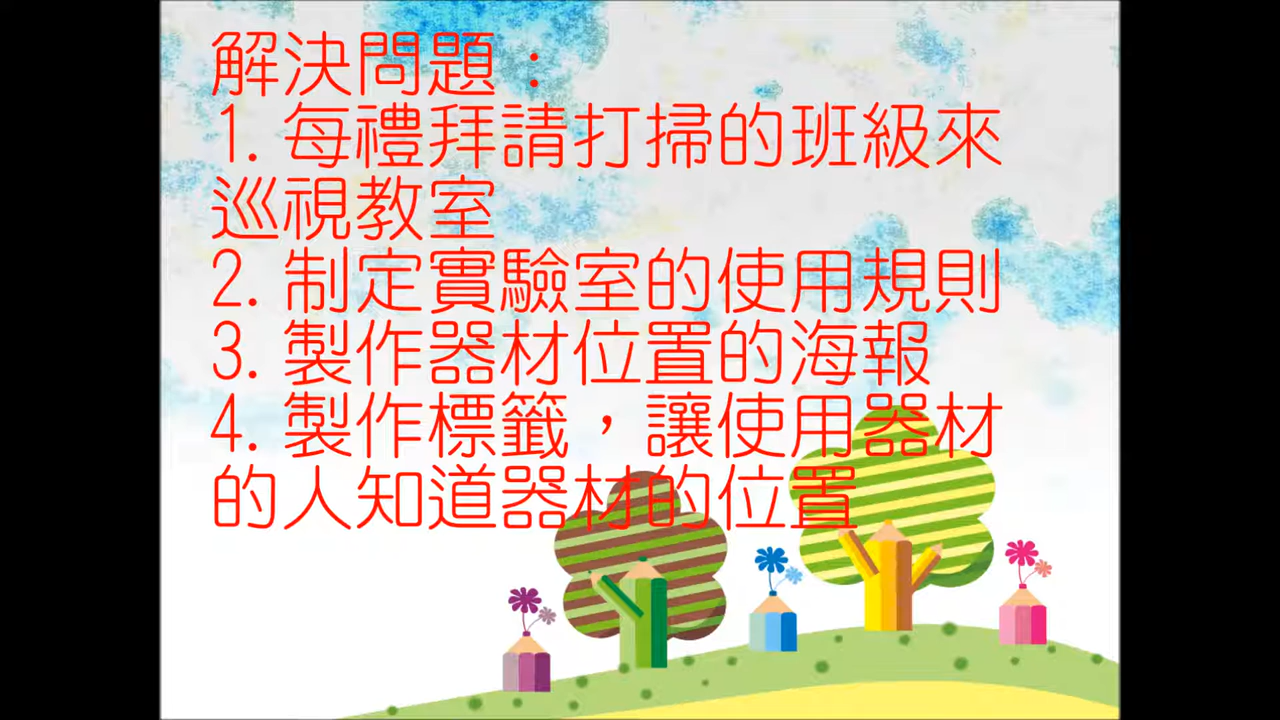 解決問題：
1. 每禮拜請打掃的班級來
巡視教室
2. 制定實驗室的使用規則
3. 製作器材位置的海報
4. 製作標籤，讓使用器材
的人知道器材的位置